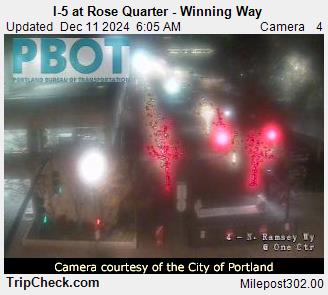 I-5 at Rose Quarter - Winning Way
Updated Dec 11 2024 6:05 AM Camera 4
PBOT
PORTLAND BUREAU OF TRANSPORTATION
4 - N. Ramsey Wy
@ One Ctr
Camera courtesy of the City of Portland
TripCheck.com Milepost302.00